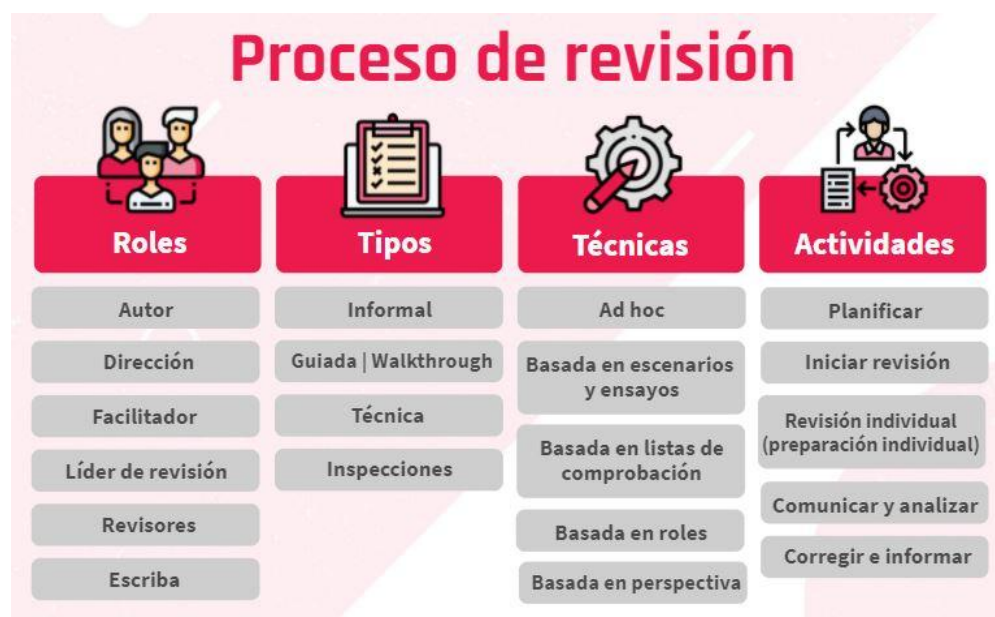 Proceso de revisión
Roles
Autor
Dirección
Facilitador
Líder de revisión
Revisores
Escriba
Tipos
Informal
Guiada | Walkthrough
Técnica
Inspecciones
Técnicas
Ad hoc
Basada en escenarios
y ensayos
Basada en listas de
comprobación
Basada en roles
Basada en perspectiva
Actividades
Planificar
Iniciar revisión
Revisión individual
(preparación individual)
Comunicar y analizar
Corregir e informar